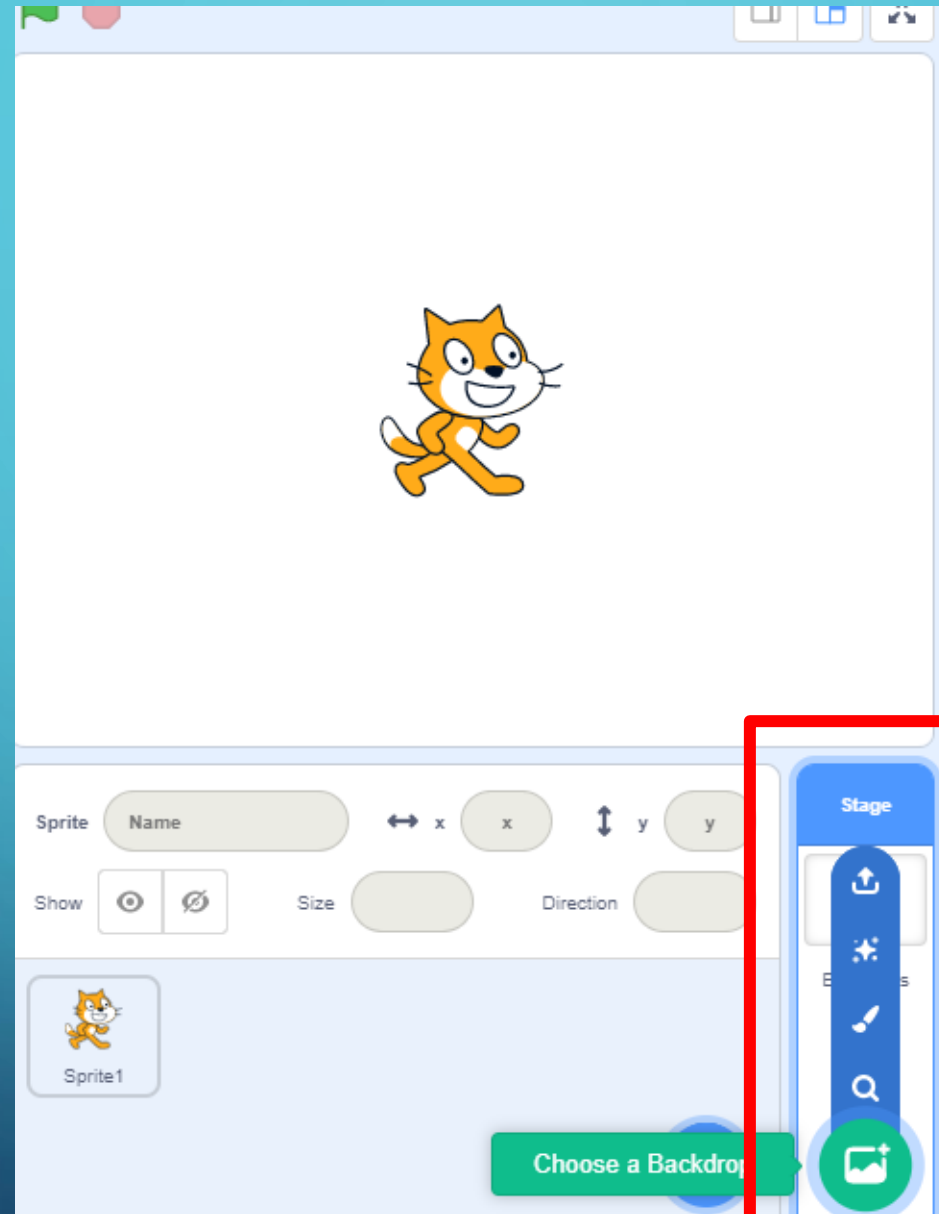 Sprite Name x x y y
Stage
Show Size Direction
Sprite1
Choose a Backdrop